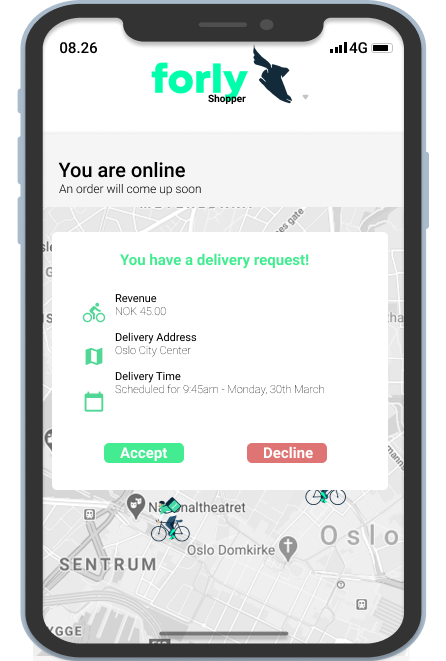 08.26
4G
forly
Shopper
You are online
An order will come up soon
gate
You have a delivery request!
Revenue
NOK 45.00
Delivery Address
Oslo City Center
Delivery Time
Scheduled for 9:45am - Monday, 30th March
Accept
Decline
Oslo
Oslo Domkirke
SENTRUM